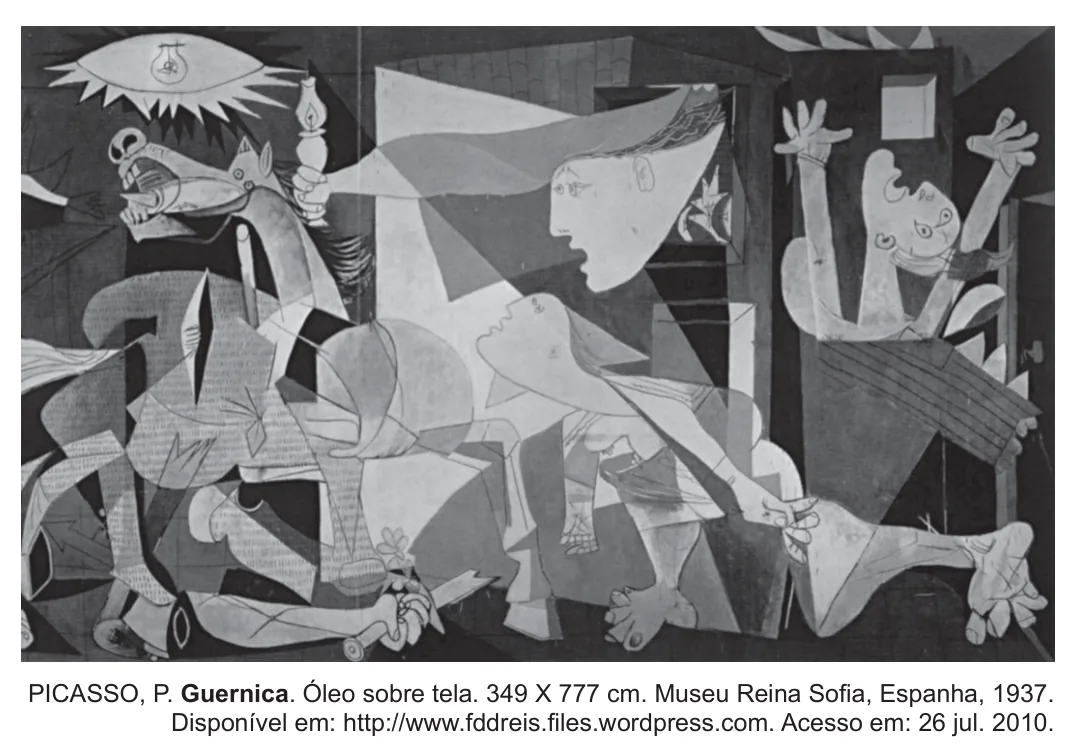 PICASSO, P. Guernica. Óleo sobre tela. 349 X 777 cm. Museu Reina Sofia, Espanha, 1937.
Disponível em: http://www.fddreis.files.wordpress.com. Acesso em: 26 jul. 2010.